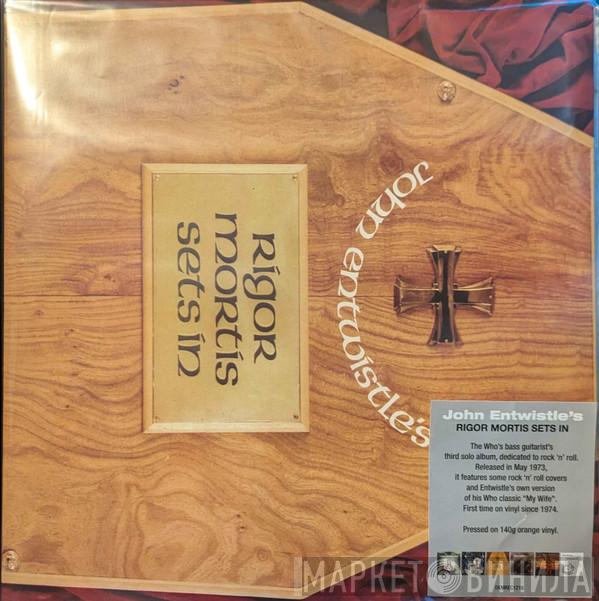 John Entwistle's
Rigor
Mortis
Sets in
John Entwistle's
RIGOR MORTIS SETS IN
The Who's bass guitarist's
third solo album, dedicated to rock 'n' roll.
Released in May 1973,
it features some rock 'n' roll covers
and Entwistle's own version
of his Who classic "My Wife".
First time on vinyl since 1974.
Pressed on 140g orange vinyl.
МАРКЕТ ВИНИЛА